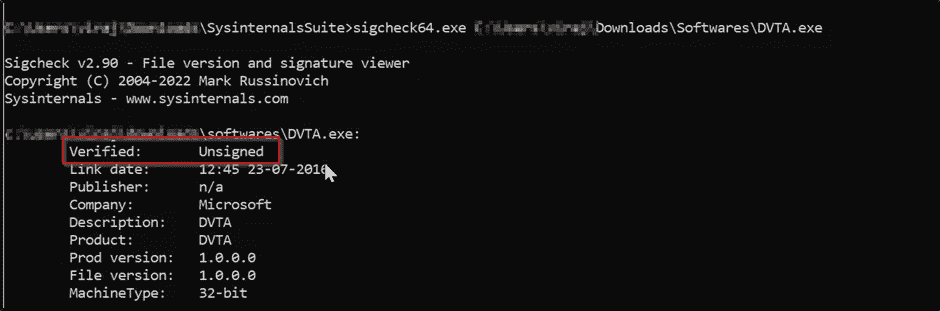 \SysinternalsSuite>sigcheck64.exe Downloads\Softwares\DVTA.exe
Sigcheck v2.90 - File version and signature viewer
Copyright (C) 2004-2022 Mark Russinovich
Sysinternals - www.sysinternals.com
\softwares\DVTA.exe:
Verified: Unsigned
Link date: 12:45 23-07-2016
Publisher: n/a
Company: Microsoft
Description: DVTA
Product: DVTA
Prod version: 1.0.0.0
File version: 1.0.0.0
MachineType: 32-bit